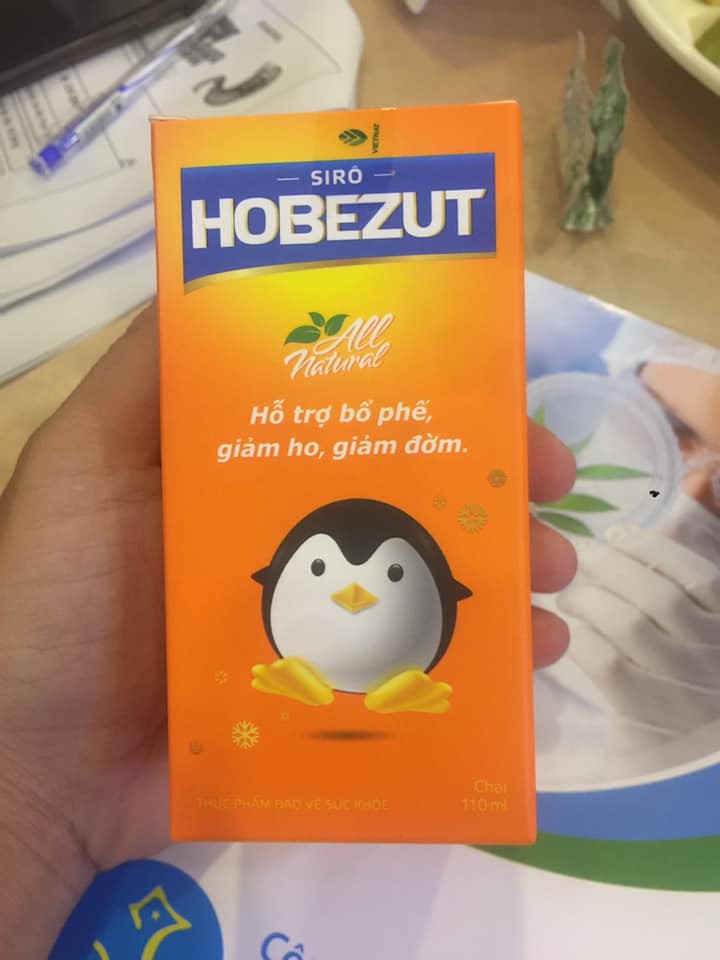 VIETNAT
SIRÔ
HOBEZUT
All
Natural
Hỗ trợ bổ phế,
giảm ho, giảm đờm.
THỰC PHẨM BẢO VỆ SỨC KHỎE
Chai
110 ml